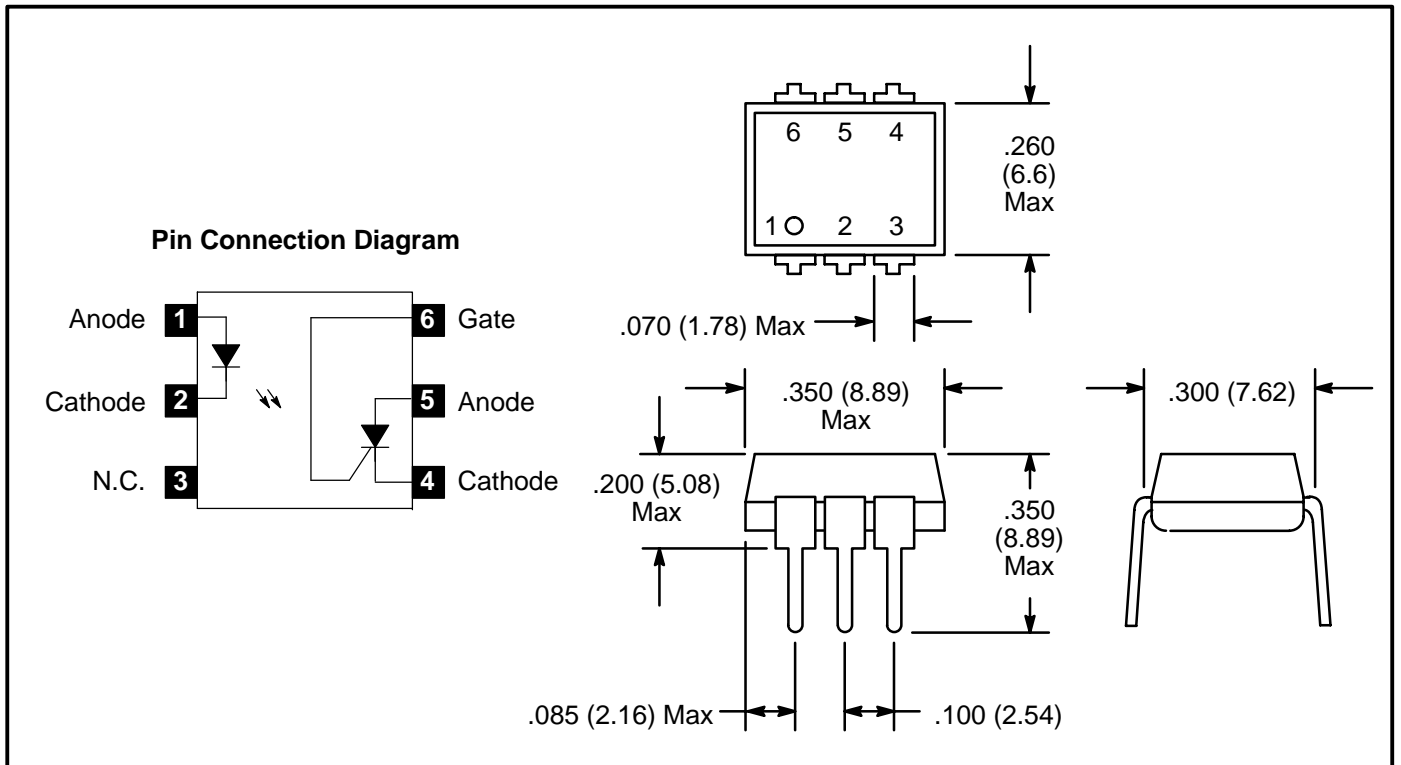 Pin Connection Diagram
Anode 1
Cathode 2
N.C. 3
6 Gate
5 Anode
4 Cathode
6 5 4
1 2 3
.260
(6.6)
Max
.070 (1.78) Max
.350 (8.89)
Max
.300 (7.62)
.200 (5.08)
Max
.350
(8.89)
Max
.085 (2.16) Max
.100 (2.54)